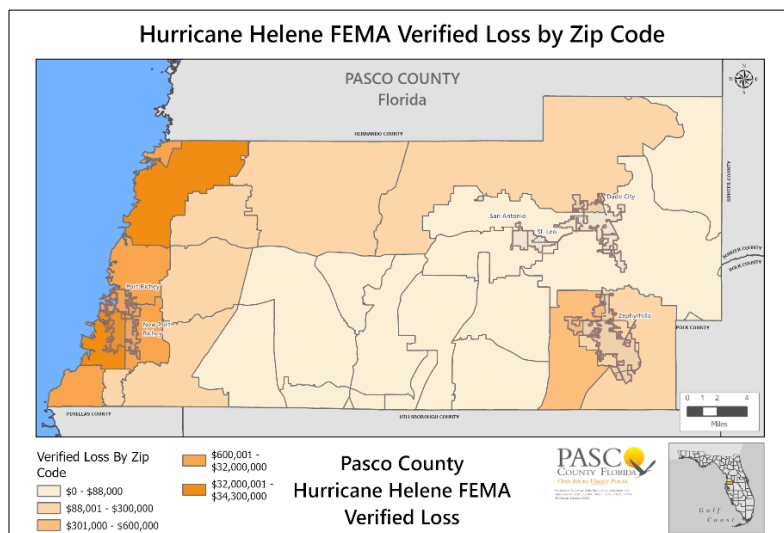 Hurricane Helene FEMA Verified Loss by Zip Code
PASCO COUNTY
Florida
N
HERNANDO COUNTY
SUMTER COUNTY
Dade City
San Antonio
St. Leo
SUMTER COUNTY
POLK COUNTY
Port Richey
New Port
Richey
Zephyrhills
POLK COUNTY
PINELLAS COUNTY
HILLSBOROUGH COUNTY
0 1 2 4
Miles
Verified Loss By Zip
Code
$0 - $88,000
$88,001 - $300,000
$301,000 - $600,000
$600,001 -
$32,000,000
$32,000,001 -
$34,300,000
Pasco County
Hurricane Helene FEMA
Verified Loss
PASCO
COUNTY FLORIDA
OPEN SPACES. VIBRANT PLACES.
Gulf
Coast